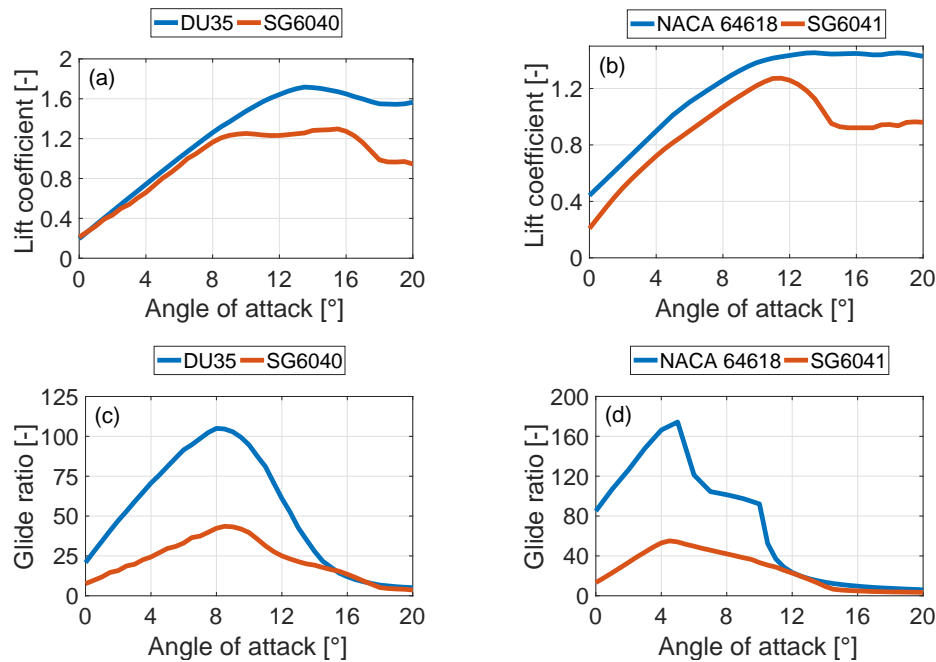 DU35 SG6040
(a)
Lift coefficient [-]
2
1.6
1.2
0.8
0.4
0
0 4 8 12 16 20
Angle of attack [°]
NACA 64618 SG6041
(b)
Lift coefficient [-]
1.2
0.8
0.4
0
0 4 8 12 16 20
Angle of attack [°]
DU35 SG6040
(c)
Glide ratio [-]
125
100
75
50
25
0
0 4 8 12 16 20
Angle of attack [°]
NACA 64618 SG6041
(d)
Glide ratio [-]
200
160
120
80
40
0
0 4 8 12 16 20
Angle of attack [°]